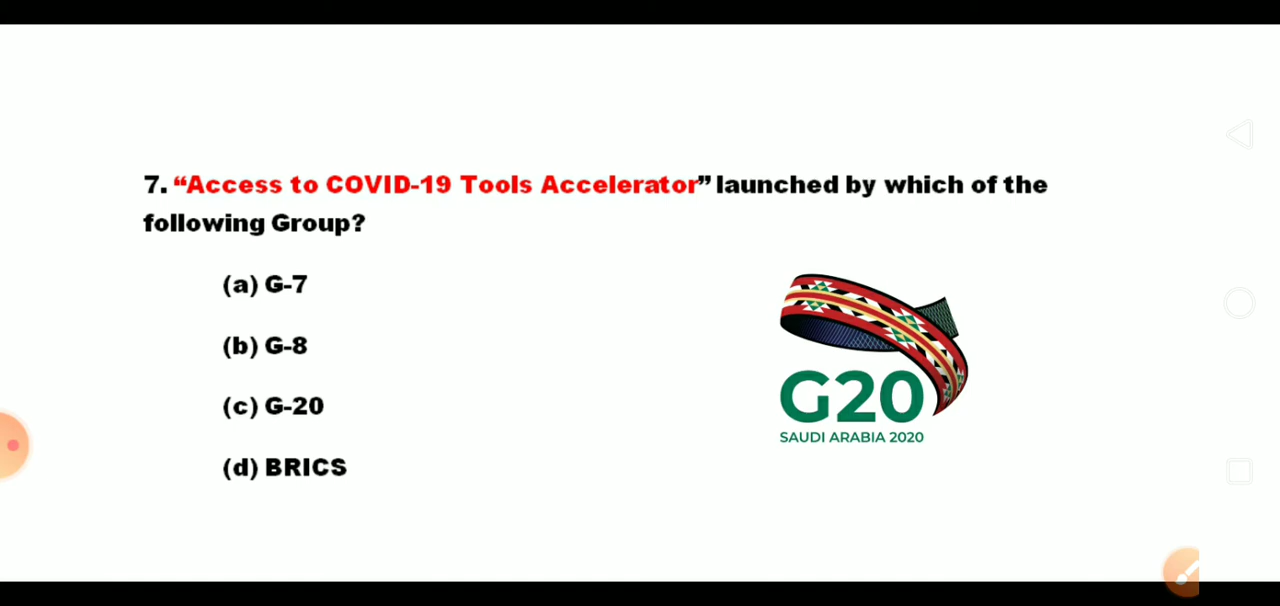 7. “Access to COVID-19 Tools Accelerator” launched by which of the
following Group?
(a) G-7
(b) G-8
(c) G-20
(d) BRICS
G20
SAUDI ARABIA 2020